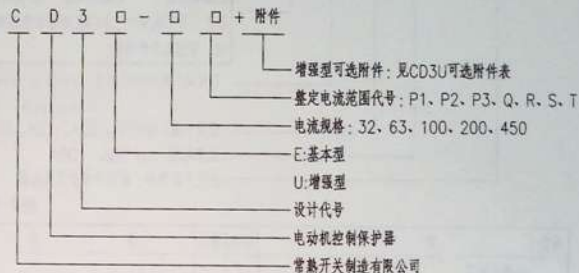 C D 3 □ - □ □ + 附件
增强型可选附件: 见CD3U可选附件表
整定电流范围代号: P1、P2、P3、Q、R、S、T
电流规格: 32、63、100、200、450
E:基本型
U:增强型
设计代号
电动机控制保护器
常熟开关制造有限公司